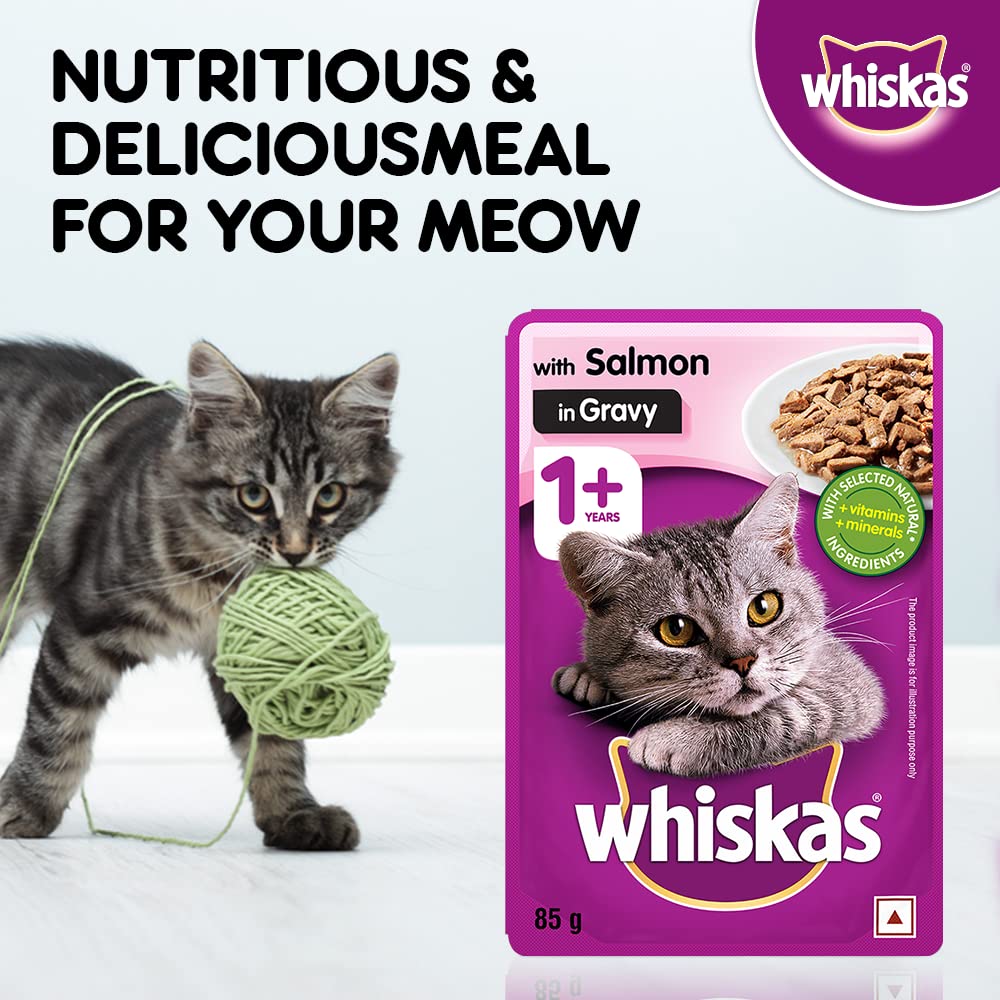 NUTRITIOUS &
DELICIOUSMEAL
FOR YOUR MEOW
whiskas®
with Salmon
in Gravy
1+
YEARS
WITH SELECTED NATURAL*
+ vitamins
+ minerals
INGREDIENTS
The product image is for illustration purpose only
whiskas®
85 g
85 g